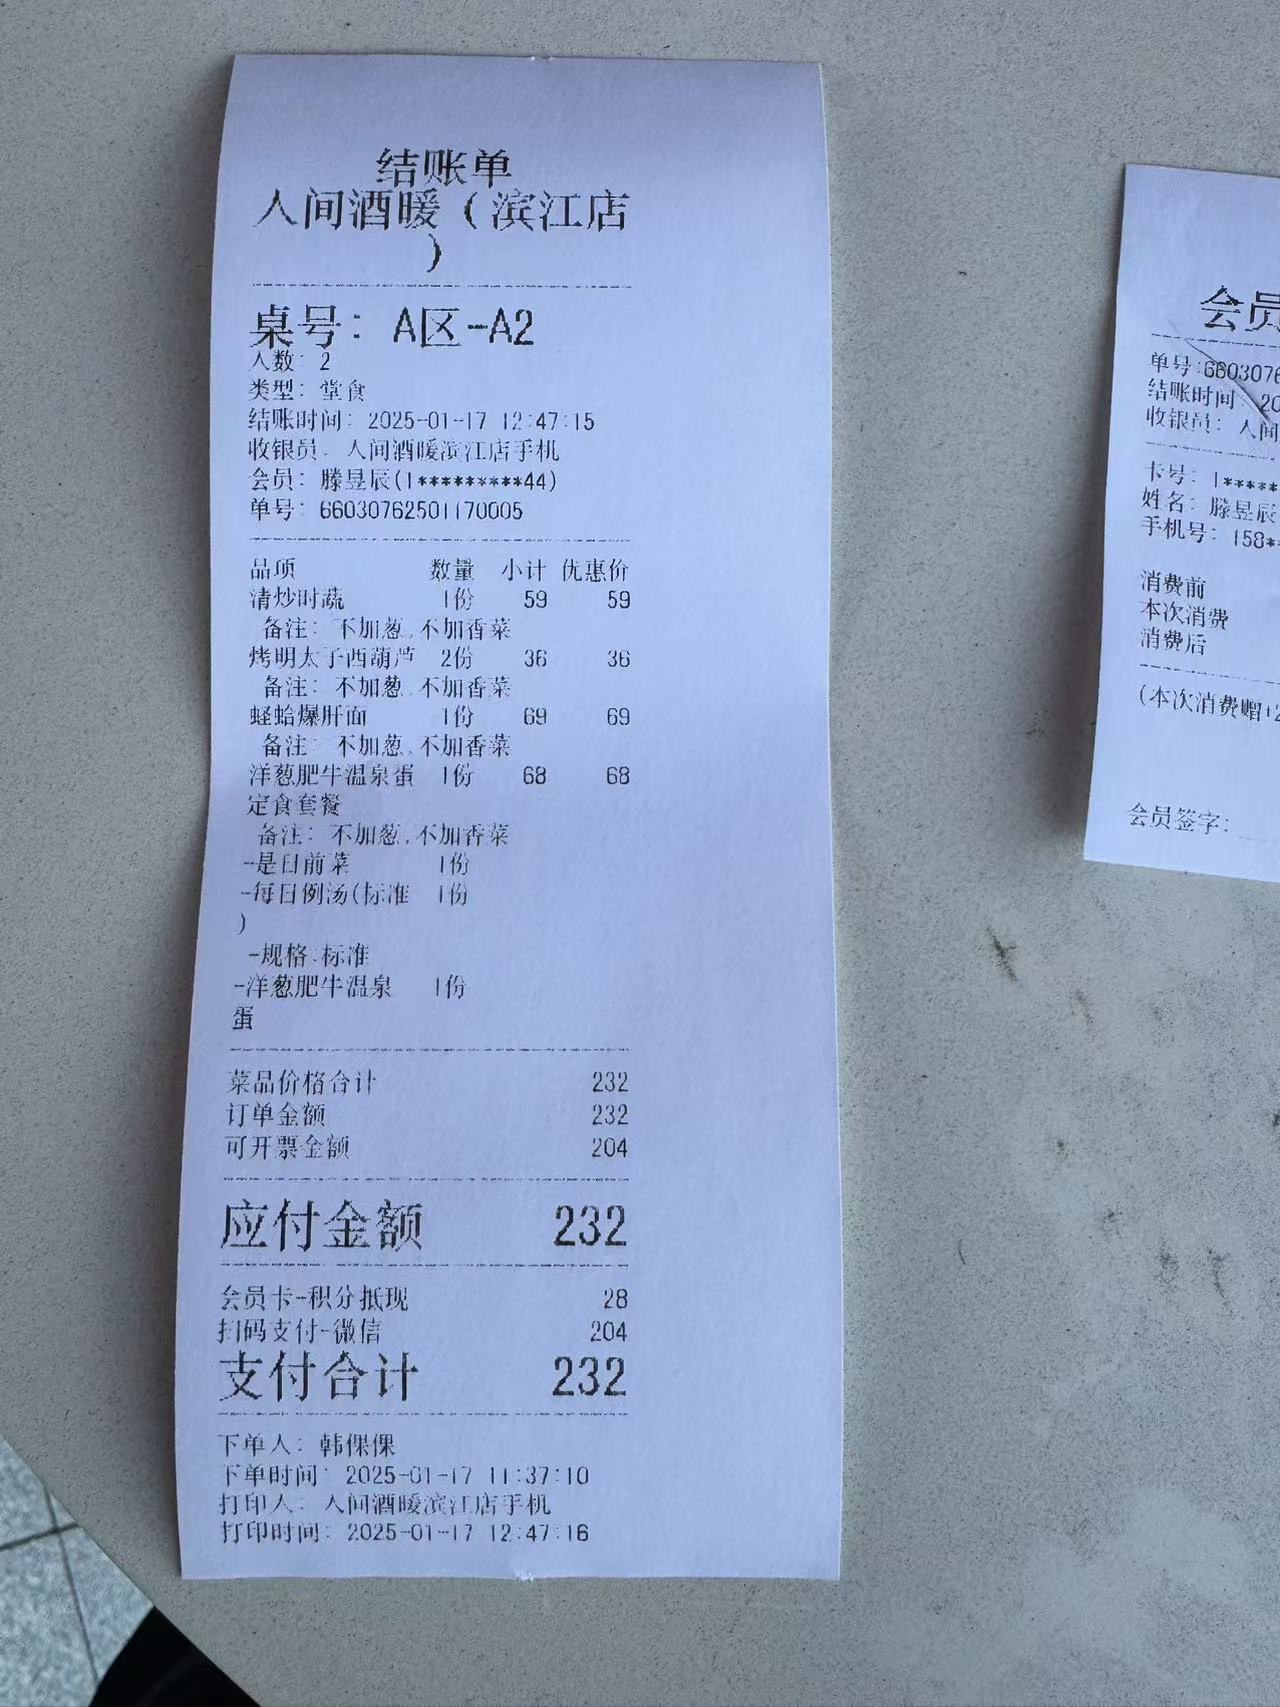 结账单
人间酒暖（滨江店
）
桌号：A区-A2
人数：2
类型：堂食
结账时间：2025-01-17 12:47:15
收银员：人间酒暖滨江店手机
会员：滕昱辰(1*********44)
单号：66030762501170005
品项 数量 小计 优惠价
清炒时蔬 1份 59 59
备注：不加葱,不加香菜
烤明太子西葫芦 2份 36 36
备注：不加葱,不加香菜
蛏蛤爆肝面 1份 69 69
备注：不加葱,不加香菜
洋葱肥牛温泉蛋 1份 68 68
定食套餐
备注：不加葱,不加香菜
-是日前菜 1份
-每日例汤(标准 1份
)
-规格:标准
-洋葱肥牛温泉 1份
蛋
菜品价格合计 232
订单金额 232
可开票金额 204
应付金额 232
会员卡-积分抵现 28
扫码支付-微信 204
支付合计 232
下单人：韩倮倮
下单时间：2025-01-17 11:37:10
打印人：人间酒暖滨江店手机
打印时间：2025-01-17 12:47:16
会员
单号:6603076
结账时间：20
收银员：人间
卡号：1*****
姓名：滕昱辰
手机号：158**
消费前
本次消费
消费后
(本次消费赠+2
会员签字：